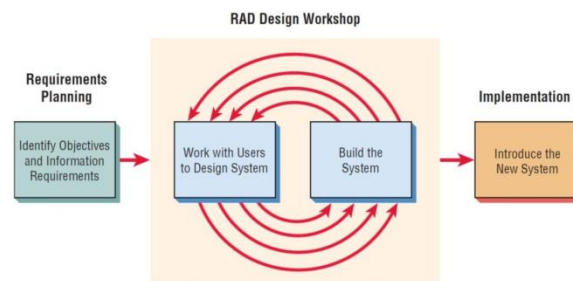 RAD Design Workshop
Requirements
Planning
Identify Objectives
and Information
Requirements
Work with Users
to Design System
Build the
System
Implementation
Introduce the
New System